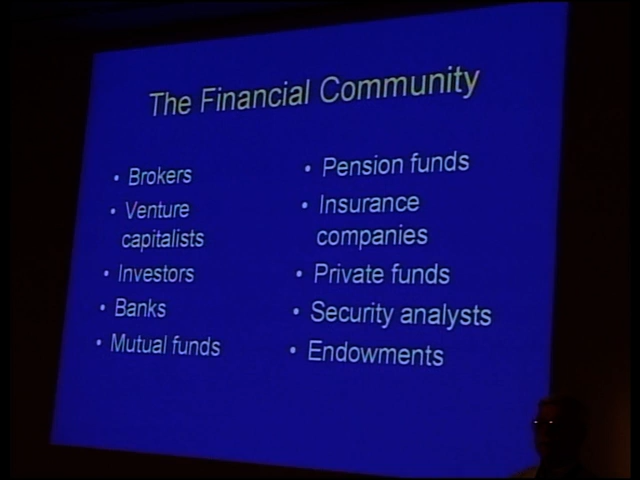 The Financial Community
• Brokers
• Venture
capitalists
• Investors
• Banks
• Mutual funds
• Pension funds
• Insurance
companies
• Private funds
• Security analysts
• Endowments